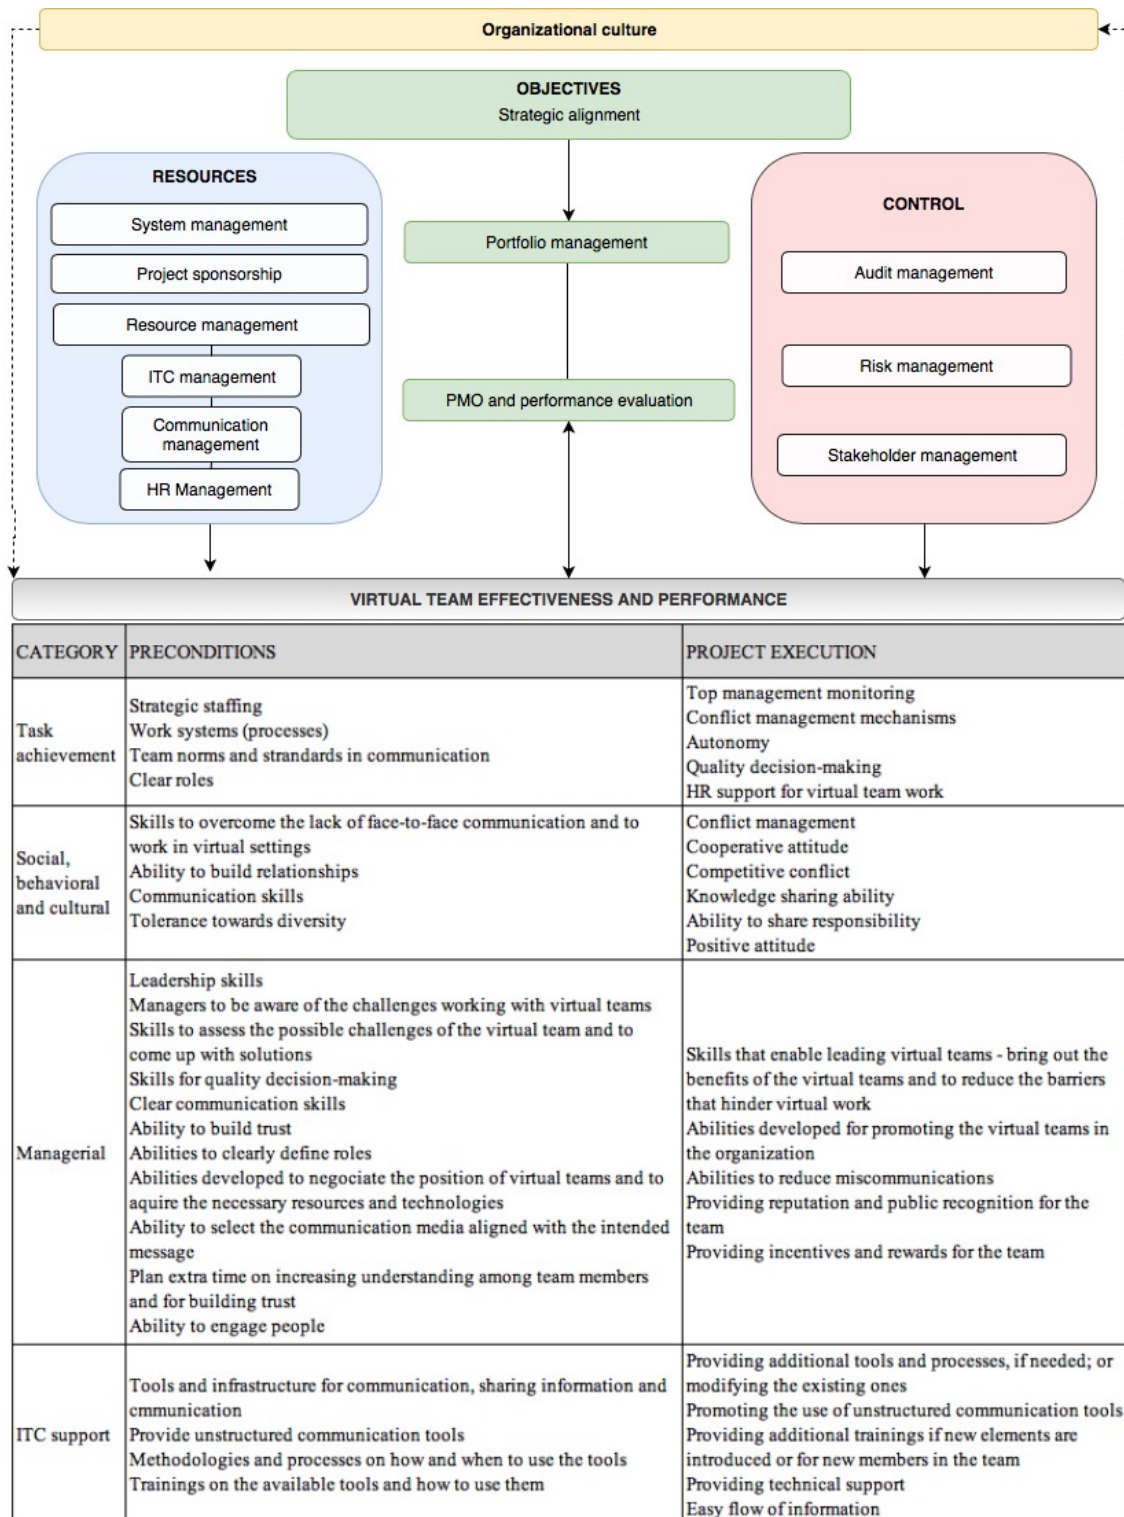 Organizational culture
OBJECTIVES
Strategic alignment
RESOURCES
System management
Project sponsorship
Resource management
ITC management
Communication
management
HR Management
Portfolio management
PMO and performance evaluation
CONTROL
Audit management
Risk management
Stakeholder management
VIRTUAL TEAM EFFECTIVENESS AND PERFORMANCE
CATEGORY
PRECONDITIONS
PROJECT EXECUTION
Task
achievement
Strategic staffing
Work systems (processes)
Team norms and strandards in communication
Clear roles
Top management monitoring
Conflict management mechanisms
Autonomy
Quality decision-making
HR support for virtual team work
Social,
behavioral
and cultural
Skills to overcome the lack of face-to-face communication and to
work in virtual settings
Ability to build relationships
Communication skills
Tolerance towards diversity
Conflict management
Cooperative attitude
Competitive conflict
Knowledge sharing ability
Ability to share responsibility
Positive attitude
Managerial
Leadership skills
Managers to be aware of the challenges working with virtual teams
Skills to assess the possible challenges of the virtual team and to
come up with solutions
Skills for quality decision-making
Clear communication skills
Ability to build trust
Abilities to clearly define roles
Abilities developed to negociate the position of virtual teams and to
aquire the necessary resources and technologies
Ability to select the communication media aligned with the intended
message
Plan extra time on increasing understanding among team members
and for building trust
Ability to engage people
Skills that enable leading virtual teams - bring out the
benefits of the virtual teams and to reduce the barriers
that hinder virtual work
Abilities developed for promoting the virtual teams in
the organization
Abilities to reduce miscommunications
Providing reputation and public recognition for the
team
Providing incentives and rewards for the team
ITC support
Tools and infrastructure for communication, sharing information and
cmmunication
Provide unstructured communication tools
Methodologies and processes on how and when to use the tools
Trainings on the available tools and how to use them
Providing additional tools and processes, if needed; or
modifying the existing ones
Promoting the use of unstructured communication tools
Providing additional trainings if new elements are
introduced or for new members in the team
Providing technical support
Easy flow of information